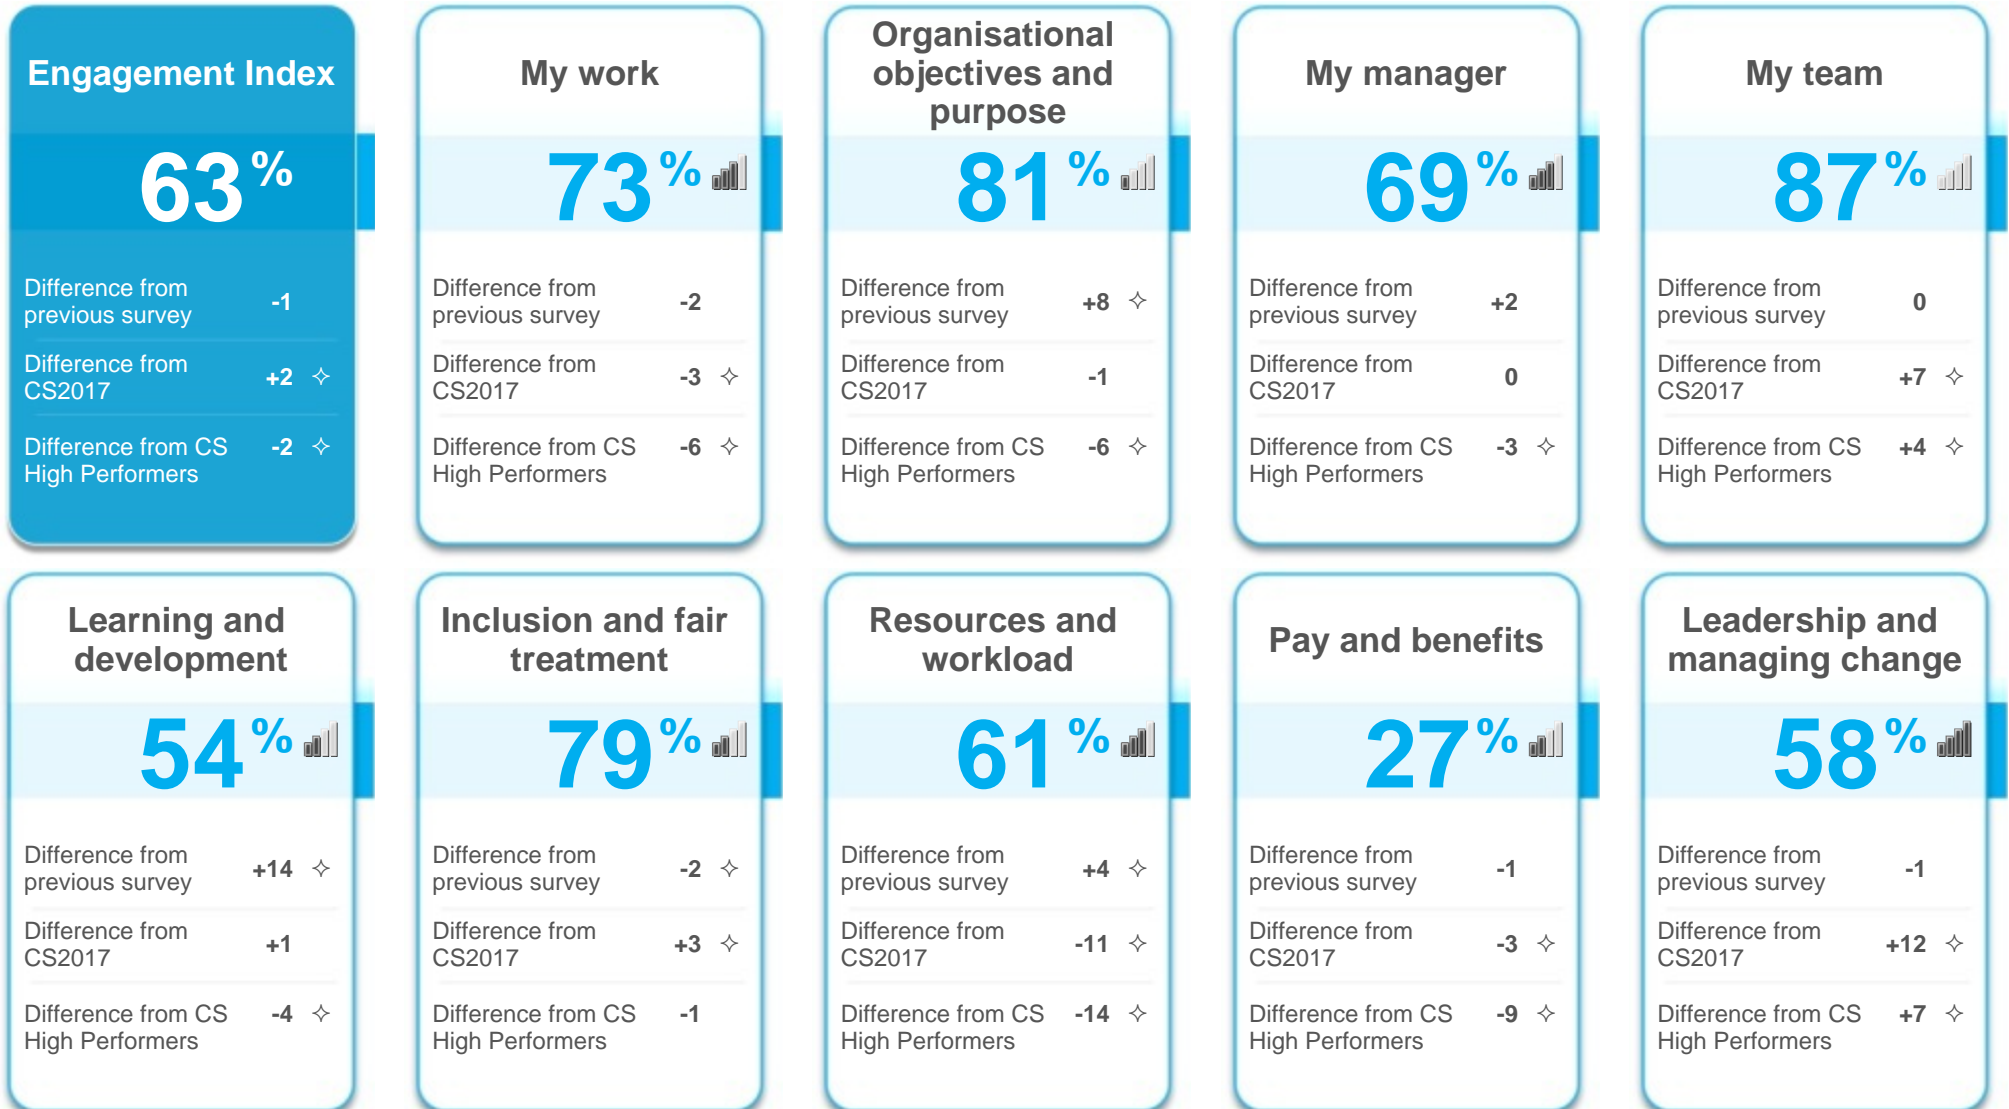 Engagement Index
63%
Difference from
previous survey -1
Difference from
CS2017 +2 ✧
Difference from CS
High Performers -2 ✧
My work
73%
Difference from
previous survey -2
Difference from
CS2017 -3 ✧
Difference from CS
High Performers -6 ✧
Organisational
objectives and
purpose
81%
Difference from
previous survey +8 ✧
Difference from
CS2017 -1
Difference from CS
High Performers -6 ✧
My manager
69%
Difference from
previous survey +2
Difference from
CS2017 0
Difference from CS
High Performers -3 ✧
My team
87%
Difference from
previous survey 0
Difference from
CS2017 +7 ✧
Difference from CS
High Performers +4 ✧
Learning and
development
54%
Difference from
previous survey +14 ✧
Difference from
CS2017 +1
Difference from CS
High Performers -4 ✧
Inclusion and fair
treatment
79%
Difference from
previous survey -2 ✧
Difference from
CS2017 +3 ✧
Difference from CS
High Performers -1
Resources and
workload
61%
Difference from
previous survey +4 ✧
Difference from
CS2017 -11 ✧
Difference from CS
High Performers -14 ✧
Pay and benefits
27%
Difference from
previous survey -1
Difference from
CS2017 -3 ✧
Difference from CS
High Performers -9 ✧
Leadership and
managing change
58%
Difference from
previous survey -1
Difference from
CS2017 +12 ✧
Difference from CS
High Performers +7 ✧